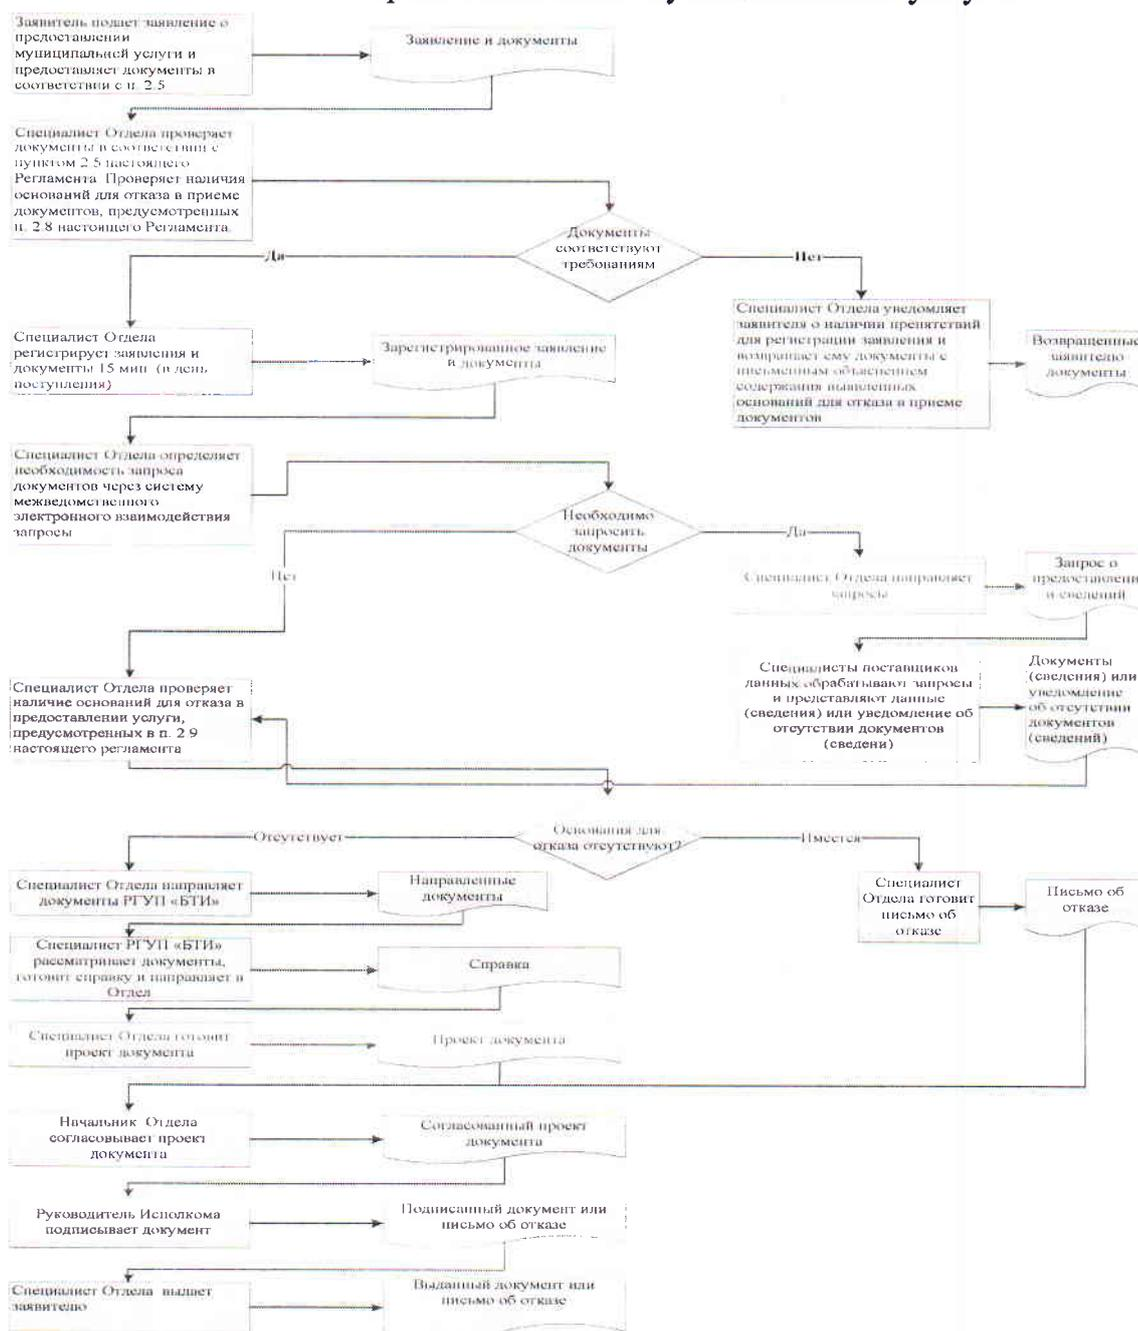 Заявитель подает заявление о
предоставлении
муниципальной услуги и
предоставляет документы в
соответствии с п. 2.5
Заявление и документы
Специалист Отдела проверяет
документы в соответствии с
пунктом 2.5 настоящего
Регламента. Проверяет наличия
оснований для отказа в приеме
документов, предусмотренных
п. 2.8 настоящего Регламента.
Документы
соответствуют
требованиям
Да
Нет
Специалист Отдела
регистрирует заявления и
документы 15 мин. (в день
поступления)
Зарегистрированное заявление
и документы
Специалист Отдела уведомляет
заявителя о наличии препятствий
для регистрации заявления и
возвращает ему документы с
письменным объяснением
содержания выявленных
оснований для отказа в приеме
документов
Возвращенные
заявителю
документы
Специалист Отдела определяет
необходимость запроса
документов через систему
межведомственного
электронного взаимодействия
запросы
Необходимо
запросить
документы
Да
Нет
Специалист Отдела направляет
запросы
Запрос о
предоставлени
и сведений
Специалист Отдела проверяет
наличие оснований для отказа в
предоставлении услуги,
предусмотренных в п. 2.9
настоящего регламента
Специалисты поставщиков
данных обрабатывают запросы
и представляют данные
(сведения) или уведомление об
отсутствии документов
(сведени)
Документы
(сведения) или
уведомление
об отсутствии
документов
(сведений)
Основания для
отказа отсутствуют?
Отсутствует
Имеется
Специалист Отдела направляет
документы РГУП «БТИ»
Направленные
документы
Специалист
Отдела готовит
письмо об
отказе
Письмо об
отказе
Специалист РГУП «БТИ»
рассматривает документы,
готовит справку и направляет в
Отдел
Справка
Специалист Отдела готовит
проект документа
Проект документа
Начальник Отдела
согласовывает проект
документа
Согласованный проект
документа
Руководитель Исполкома
подписывает документ
Подписанный документ или
письмо об отказе
Специалист Отдела выдает
заявителю
Выданный документ или
письмо об отказе